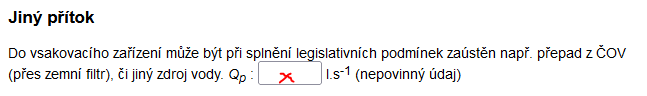 Jiný přítok
Do vsakovacího zařízení může být při splnění legislativních podmínek zaústěn např. přepad z ČOV
(přes zemní filtr), či jiný zdroj vody. Qp : x l.s-1 (nepovinný údaj)